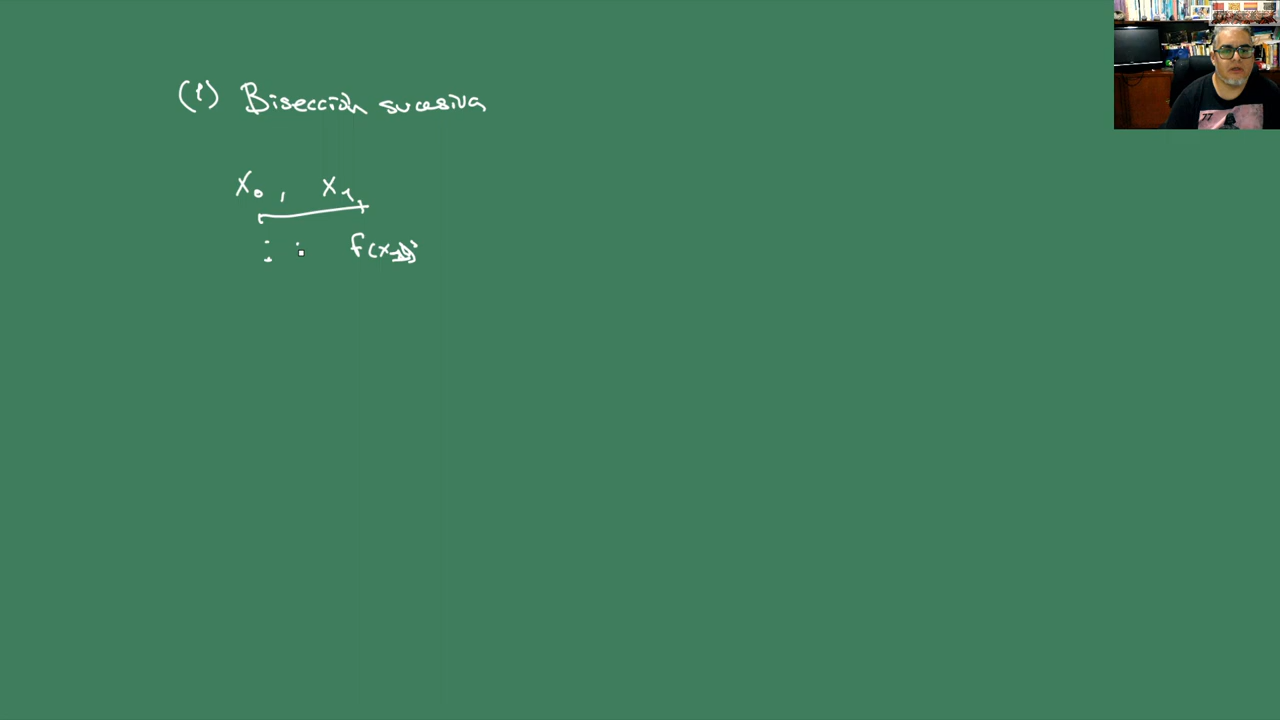 (1) Bisección sucesiva
x₀, x₁